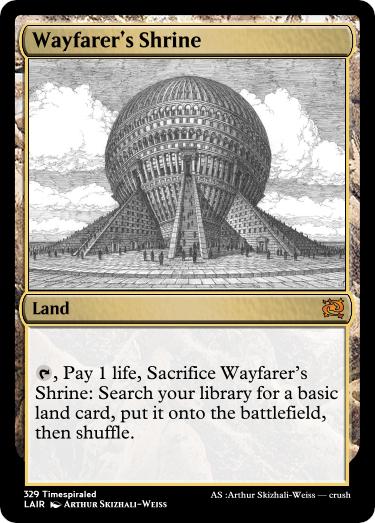 Wayfarer's Shrine
Land
, Pay 1 life, Sacrifice Wayfarer's
Shrine: Search your library for a basic
land card, put it onto the battlefield,
then shuffle.
329 Timespiraled
AS :Arthur Skizhali-Weiss — crush
LAIR Arthur Skizhali-Weiss